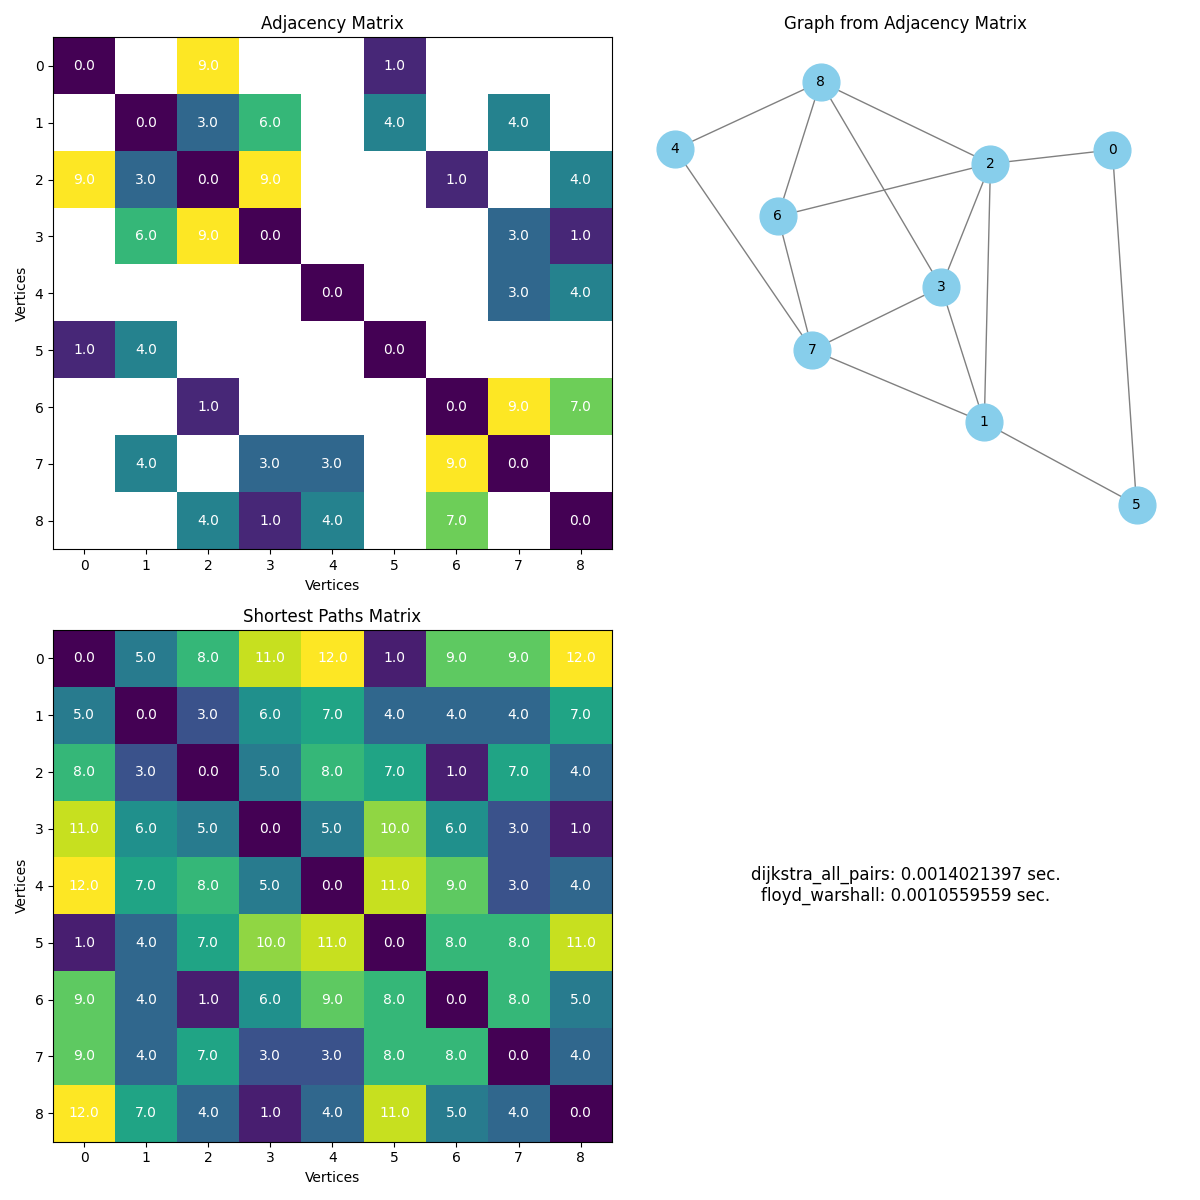 Adjacency Matrix
0 0.0 9.0 1.0
1 0.0 3.0 6.0 4.0 4.0
2 9.0 3.0 0.0 9.0 1.0 4.0
3 6.0 9.0 0.0 3.0 1.0
4 0.0 3.0 4.0
5 1.0 4.0 0.0
6 1.0 0.0 9.0 7.0
7 4.0 3.0 3.0 9.0 0.0
8 4.0 1.0 4.0 7.0 0.0
0 1 2 3 4 5 6 7 8
Vertices
Vertices
Graph from Adjacency Matrix
8
4
0
2
6
3
7
1
5
Shortest Paths Matrix
0 0.0 5.0 8.0 11.0 12.0 1.0 9.0 9.0 12.0
1 5.0 0.0 3.0 6.0 7.0 4.0 4.0 4.0 7.0
2 8.0 3.0 0.0 5.0 8.0 7.0 1.0 7.0 4.0
3 11.0 6.0 5.0 0.0 5.0 10.0 6.0 3.0 1.0
4 12.0 7.0 8.0 5.0 0.0 11.0 9.0 3.0 4.0
5 1.0 4.0 7.0 10.0 11.0 0.0 8.0 8.0 11.0
6 9.0 4.0 1.0 6.0 9.0 8.0 0.0 8.0 5.0
7 9.0 4.0 7.0 3.0 3.0 8.0 8.0 0.0 4.0
8 12.0 7.0 4.0 1.0 4.0 11.0 5.0 4.0 0.0
0 1 2 3 4 5 6 7 8
Vertices
Vertices
dijkstra_all_pairs: 0.0014021397 sec.
floyd_warshall: 0.0010559559 sec.